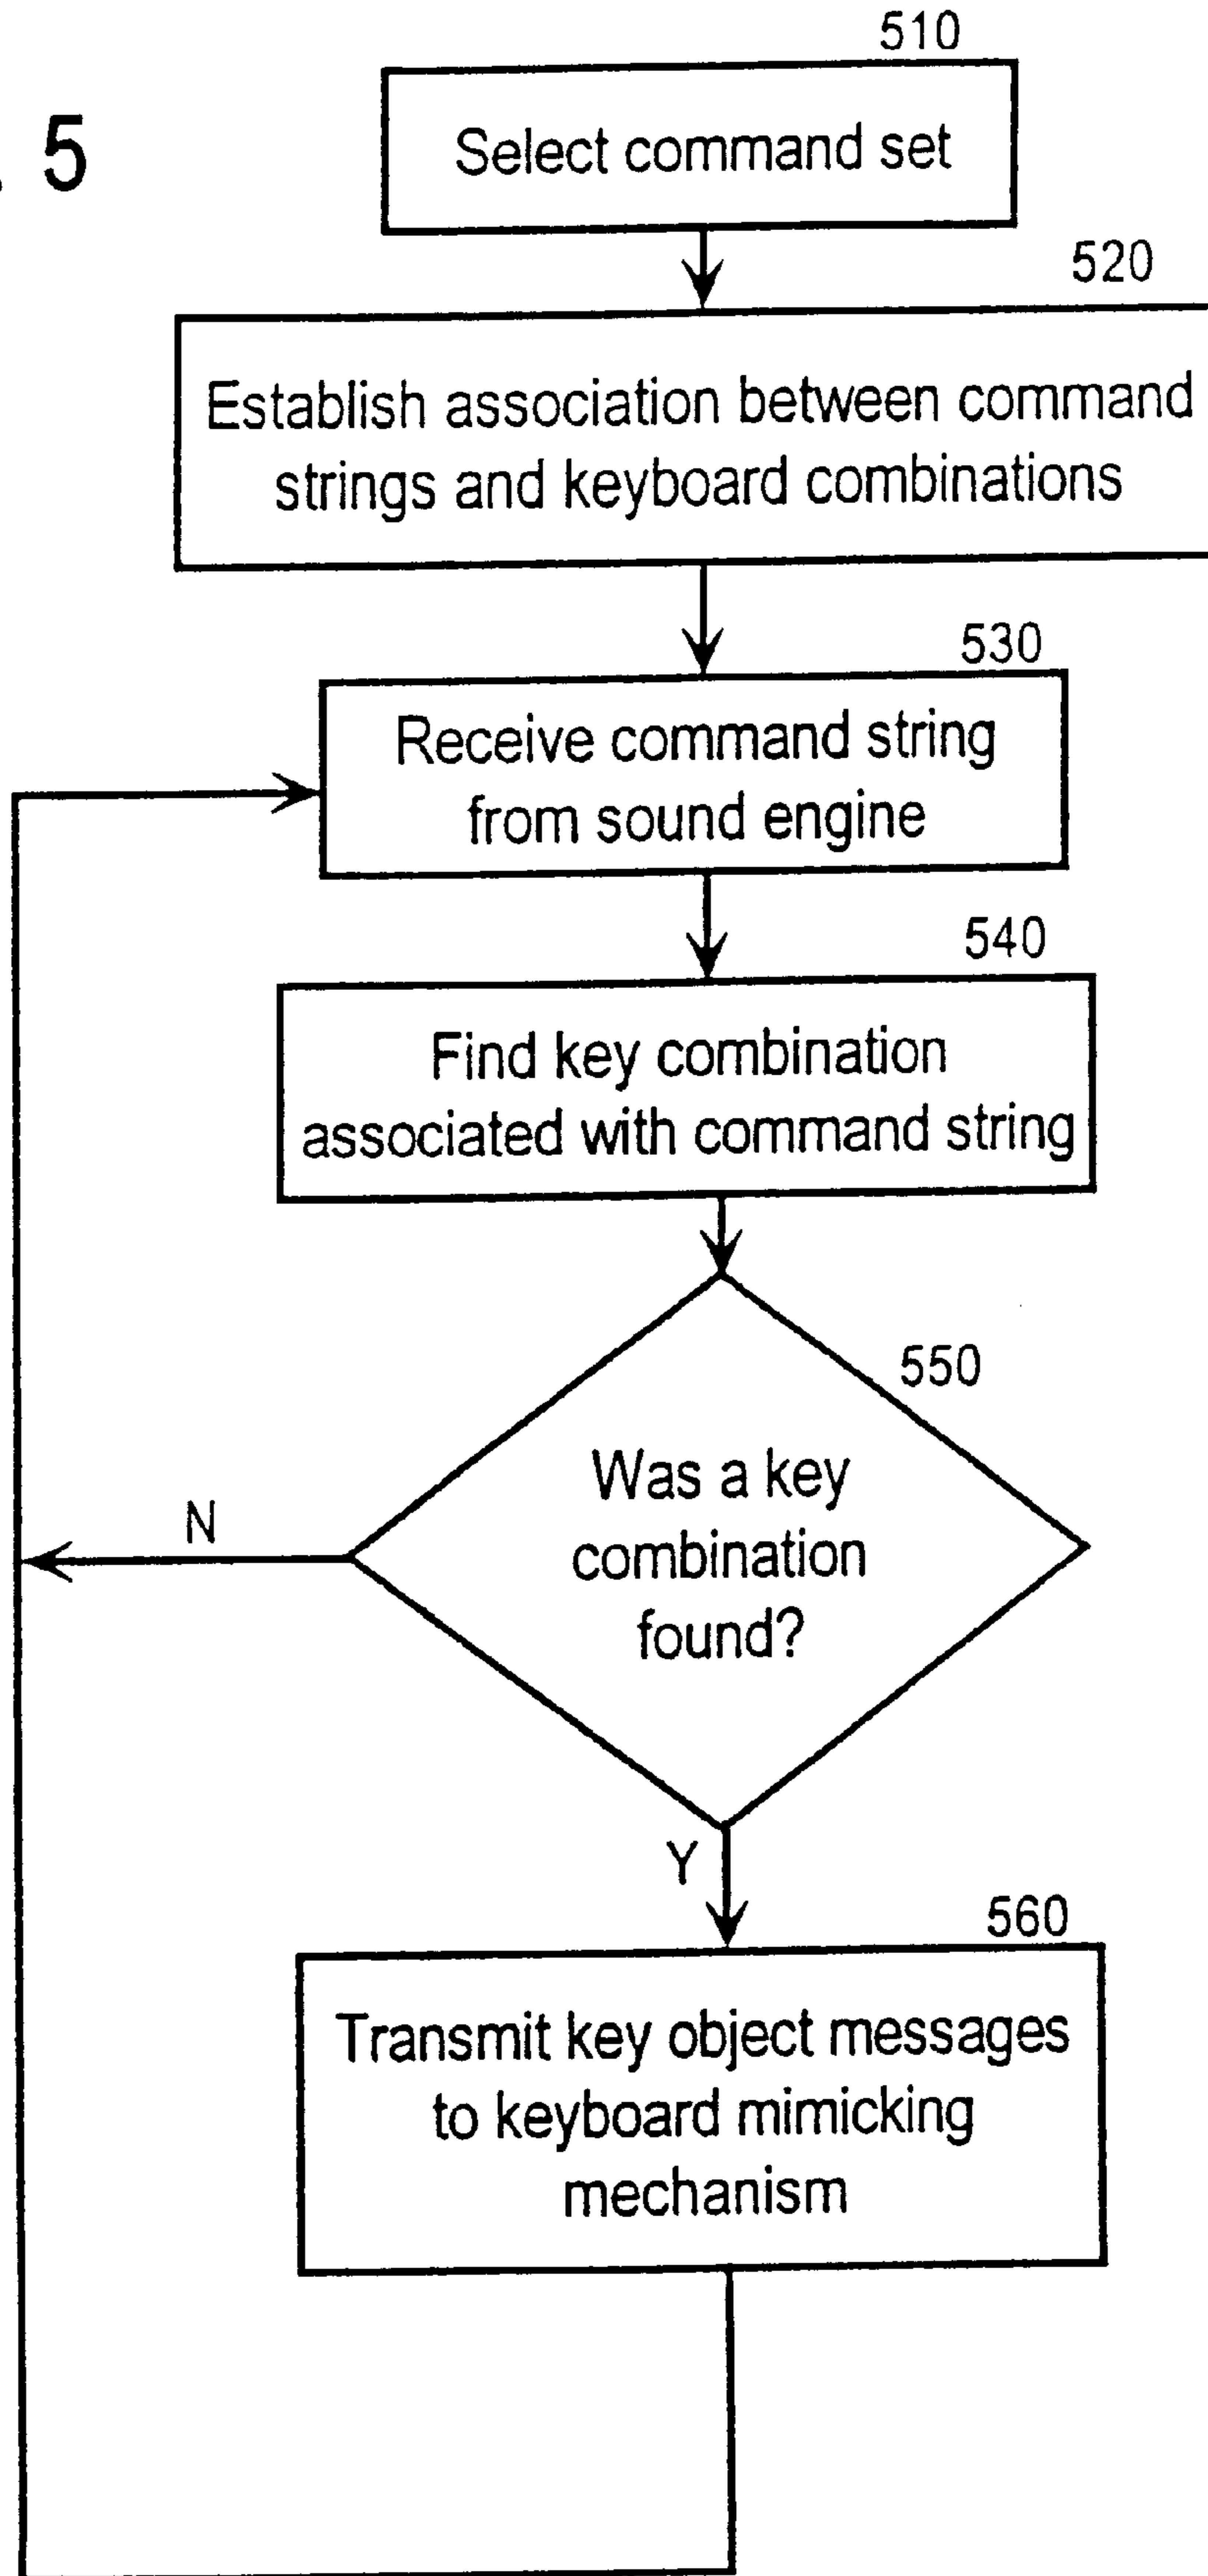 . 5
510
Select command set
520
Establish association between command
strings and keyboard combinations
530
Receive command string
from sound engine
540
Find key combination
associated with command string
550
Was a key
combination
found?
N
Y
560
Transmit key object messages
to keyboard mimicking
mechanism